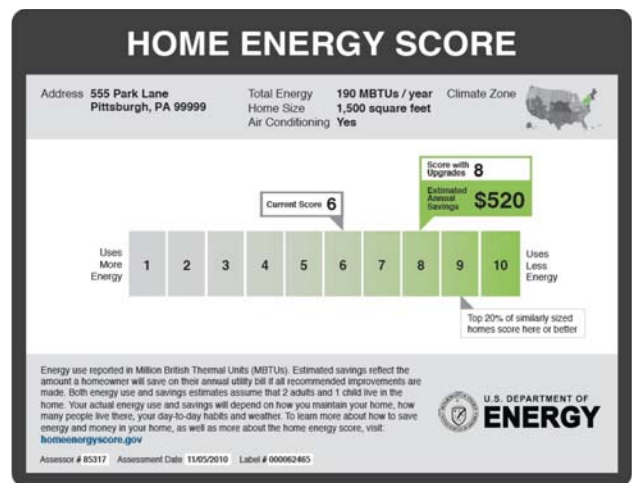 HOME ENERGY SCORE
Address 555 Park Lane
Pittsburgh, PA 99999
Total Energy 190 MBTUs / year
Home Size 1,500 square feet
Air Conditioning Yes
Climate Zone
Score with Upgrades 8
Estimated Annual Savings $520
Current Score 6
Uses More Energy
1 2 3 4 5 6 7 8 9 10
Uses Less Energy
Top 20% of similarly sized
homes score here or better
Energy use reported in Million British Thermal Units (MBTUs). Estimated savings reflect the
amount a homeowner will save on their annual utility bill if all recommended improvements are
made. Both energy use and savings estimates assume that 2 adults and 1 child live in the
home. Your actual energy use and savings will depend on how you maintain your home, how
many people live there, your day-to-day habits and weather. To learn more about how to save
energy and money in your home, as well as more about the home energy score, visit:
homeenergyscore.gov
U.S. DEPARTMENT OF
ENERGY
Assessor # 85317 Assessment Date 11/05/2010 Label # 000062465